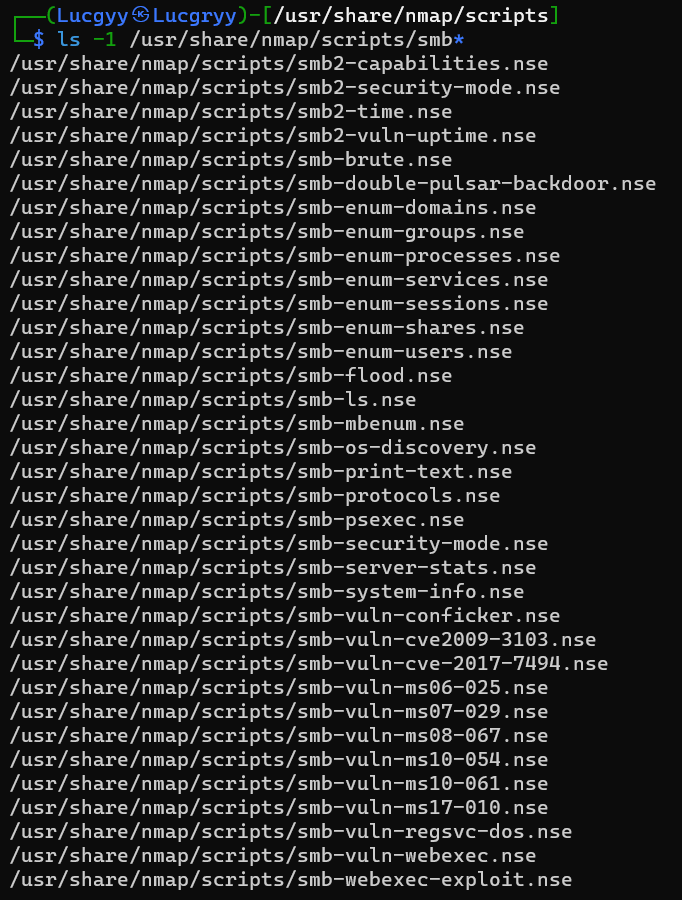 ┌──(Lucgyy㉿Lucgryy)-[/usr/share/nmap/scripts]
└─$ ls -1 /usr/share/nmap/scripts/smb*
/usr/share/nmap/scripts/smb2-capabilities.nse
/usr/share/nmap/scripts/smb2-security-mode.nse
/usr/share/nmap/scripts/smb2-time.nse
/usr/share/nmap/scripts/smb2-vuln-uptime.nse
/usr/share/nmap/scripts/smb-brute.nse
/usr/share/nmap/scripts/smb-double-pulsar-backdoor.nse
/usr/share/nmap/scripts/smb-enum-domains.nse
/usr/share/nmap/scripts/smb-enum-groups.nse
/usr/share/nmap/scripts/smb-enum-processes.nse
/usr/share/nmap/scripts/smb-enum-services.nse
/usr/share/nmap/scripts/smb-enum-sessions.nse
/usr/share/nmap/scripts/smb-enum-shares.nse
/usr/share/nmap/scripts/smb-enum-users.nse
/usr/share/nmap/scripts/smb-flood.nse
/usr/share/nmap/scripts/smb-ls.nse
/usr/share/nmap/scripts/smb-mbenum.nse
/usr/share/nmap/scripts/smb-os-discovery.nse
/usr/share/nmap/scripts/smb-print-text.nse
/usr/share/nmap/scripts/smb-protocols.nse
/usr/share/nmap/scripts/smb-psexec.nse
/usr/share/nmap/scripts/smb-security-mode.nse
/usr/share/nmap/scripts/smb-server-stats.nse
/usr/share/nmap/scripts/smb-system-info.nse
/usr/share/nmap/scripts/smb-vuln-conficker.nse
/usr/share/nmap/scripts/smb-vuln-cve2009-3103.nse
/usr/share/nmap/scripts/smb-vuln-cve-2017-7494.nse
/usr/share/nmap/scripts/smb-vuln-ms06-025.nse
/usr/share/nmap/scripts/smb-vuln-ms07-029.nse
/usr/share/nmap/scripts/smb-vuln-ms08-067.nse
/usr/share/nmap/scripts/smb-vuln-ms10-054.nse
/usr/share/nmap/scripts/smb-vuln-ms10-061.nse
/usr/share/nmap/scripts/smb-vuln-ms17-010.nse
/usr/share/nmap/scripts/smb-vuln-regsvc-dos.nse
/usr/share/nmap/scripts/smb-vuln-webexec.nse
/usr/share/nmap/scripts/smb-webexec-exploit.nse